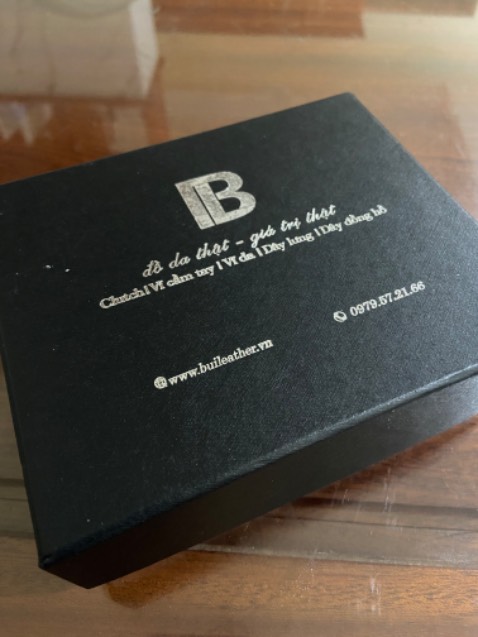 B
đồ da thật - giá trị thật
Clutch | Ví cầm tay | Ví da | Dây lưng | Dây đồng hồ
www.buileather.vn
0979.57.21.66